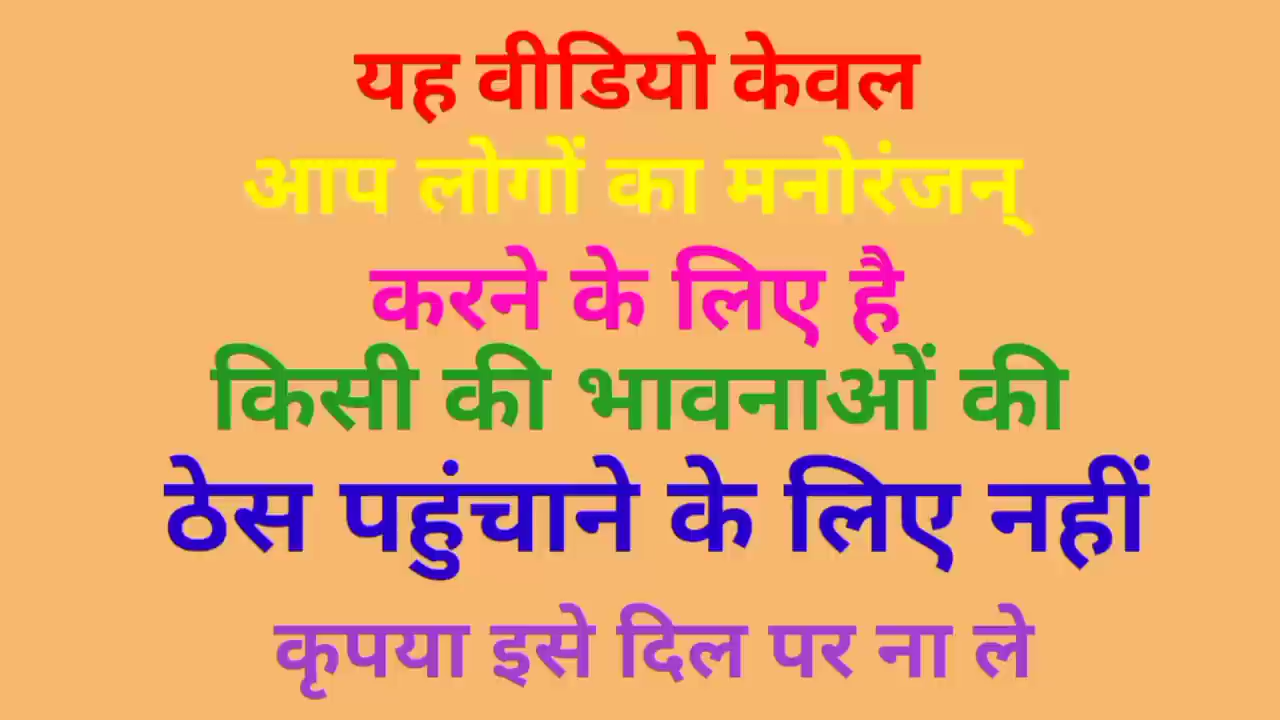 यह वीडियो केवल
आप लोगों का मनोरंजन्
करने के लिए है
किसी की भावनाओं की
ठेस पहुंचाने के लिए नहीं
कृपया इसे दिल पर ना ले